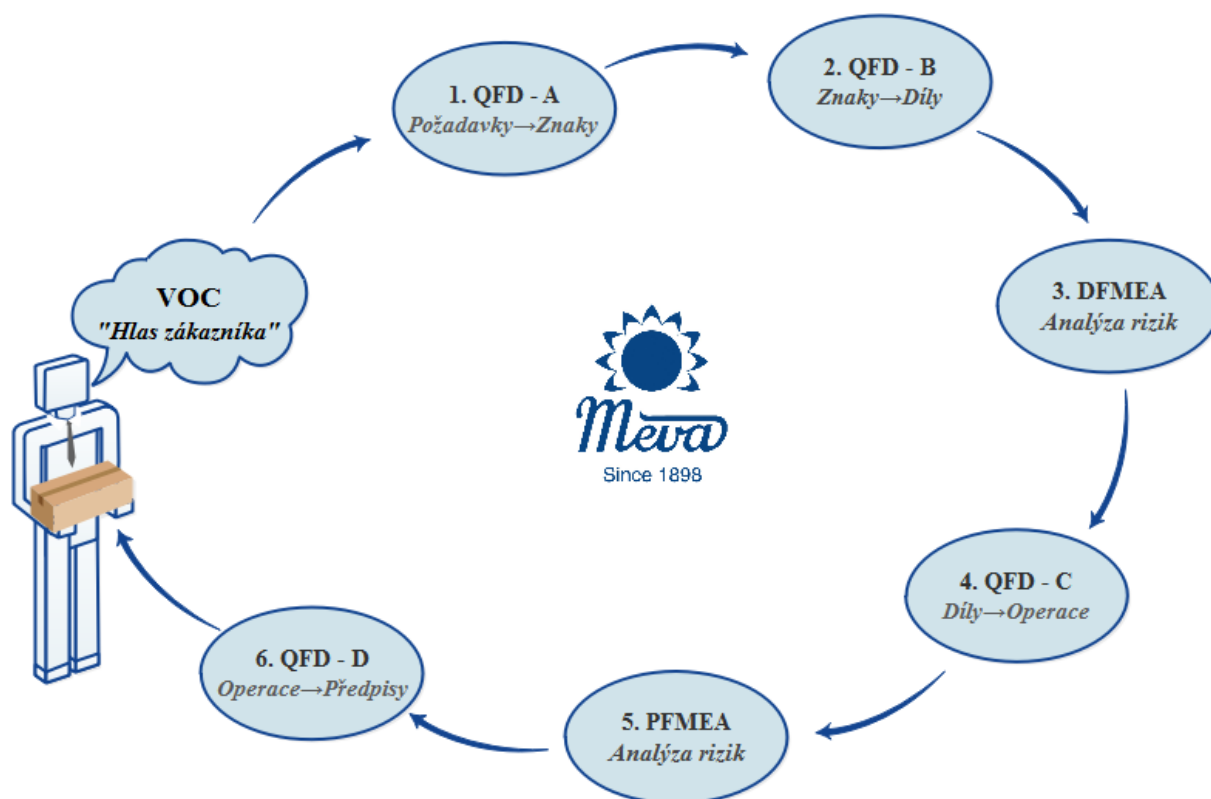 1. QFD - A
Požadavky→Znaky
2. QFD - B
Znaky→Díly
VOC
"Hlas zákazníka"
3. DFMEA
Analýza rizik
Meva
Since 1898
4. QFD - C
Díly→Operace
6. QFD - D
Operace→Předpisy
5. PFMEA
Analýza rizik